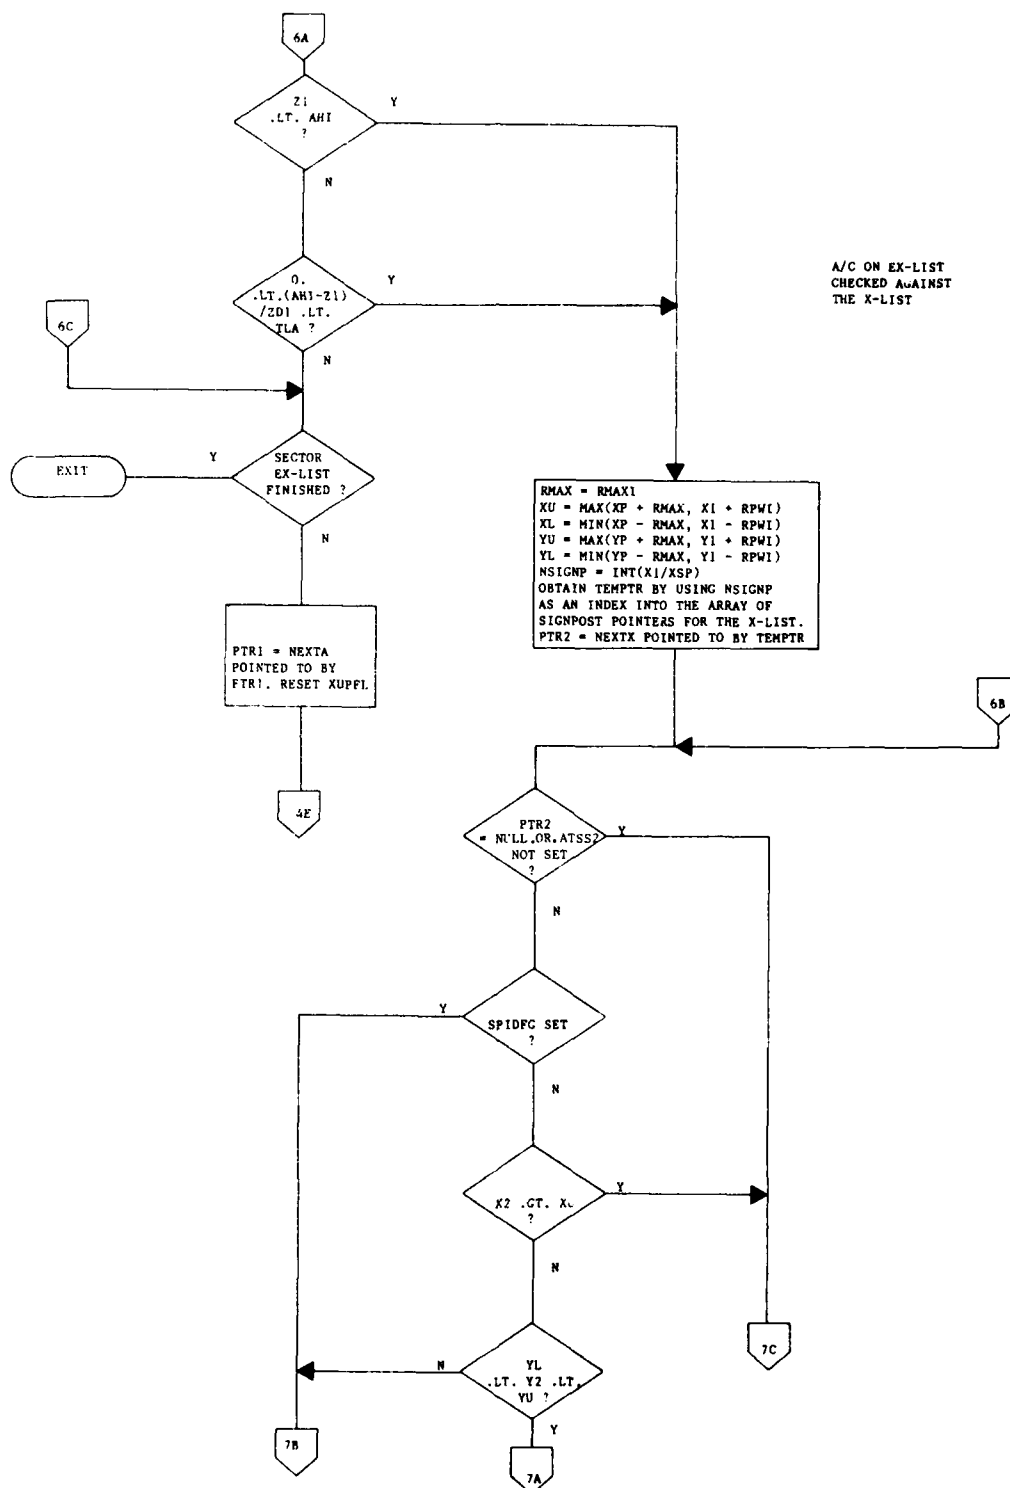 6A
Z1
.LT. AHI
?
Y
N
0.
.LT.(AHI-Z1)
/ZD1 .LT.
TLA ?
Y
N
A/C ON EX-LIST
CHECKED AGAINST
THE X-LIST
6C
SECTOR
EX-LIST
FINISHED ?
Y
EXIT
N
RMAX = RMAX1
XU = MAX(XP + RMAX, X1 + RPWI)
XL = MIN(XP - RMAX, X1 - RPWI)
YU = MAX(YP + RMAX, Y1 + RPWI)
YL = MIN(YP - RMAX, Y1 - RPWI)
NSIGNP = INT(X1/XSP)
OBTAIN TEMPTR BY USING NSIGNP
AS AN INDEX INTO THE ARRAY OF
SIGNPOST POINTERS FOR THE X-LIST.
PTR2 = NEXTX POINTED TO BY TEMPTR
PTR1 = NEXTA
POINTED TO BY
PTR1. RESET XUPFL
4E
6B
PTR2
= NULL.OR.ATSS2
NOT SET
?
Y
N
SPIDFG SET
?
Y
N
X2 .GT.
?
Y
N
7C
YL
.LT. Y2 .LT.
YU ?
N
Y
7B
7A